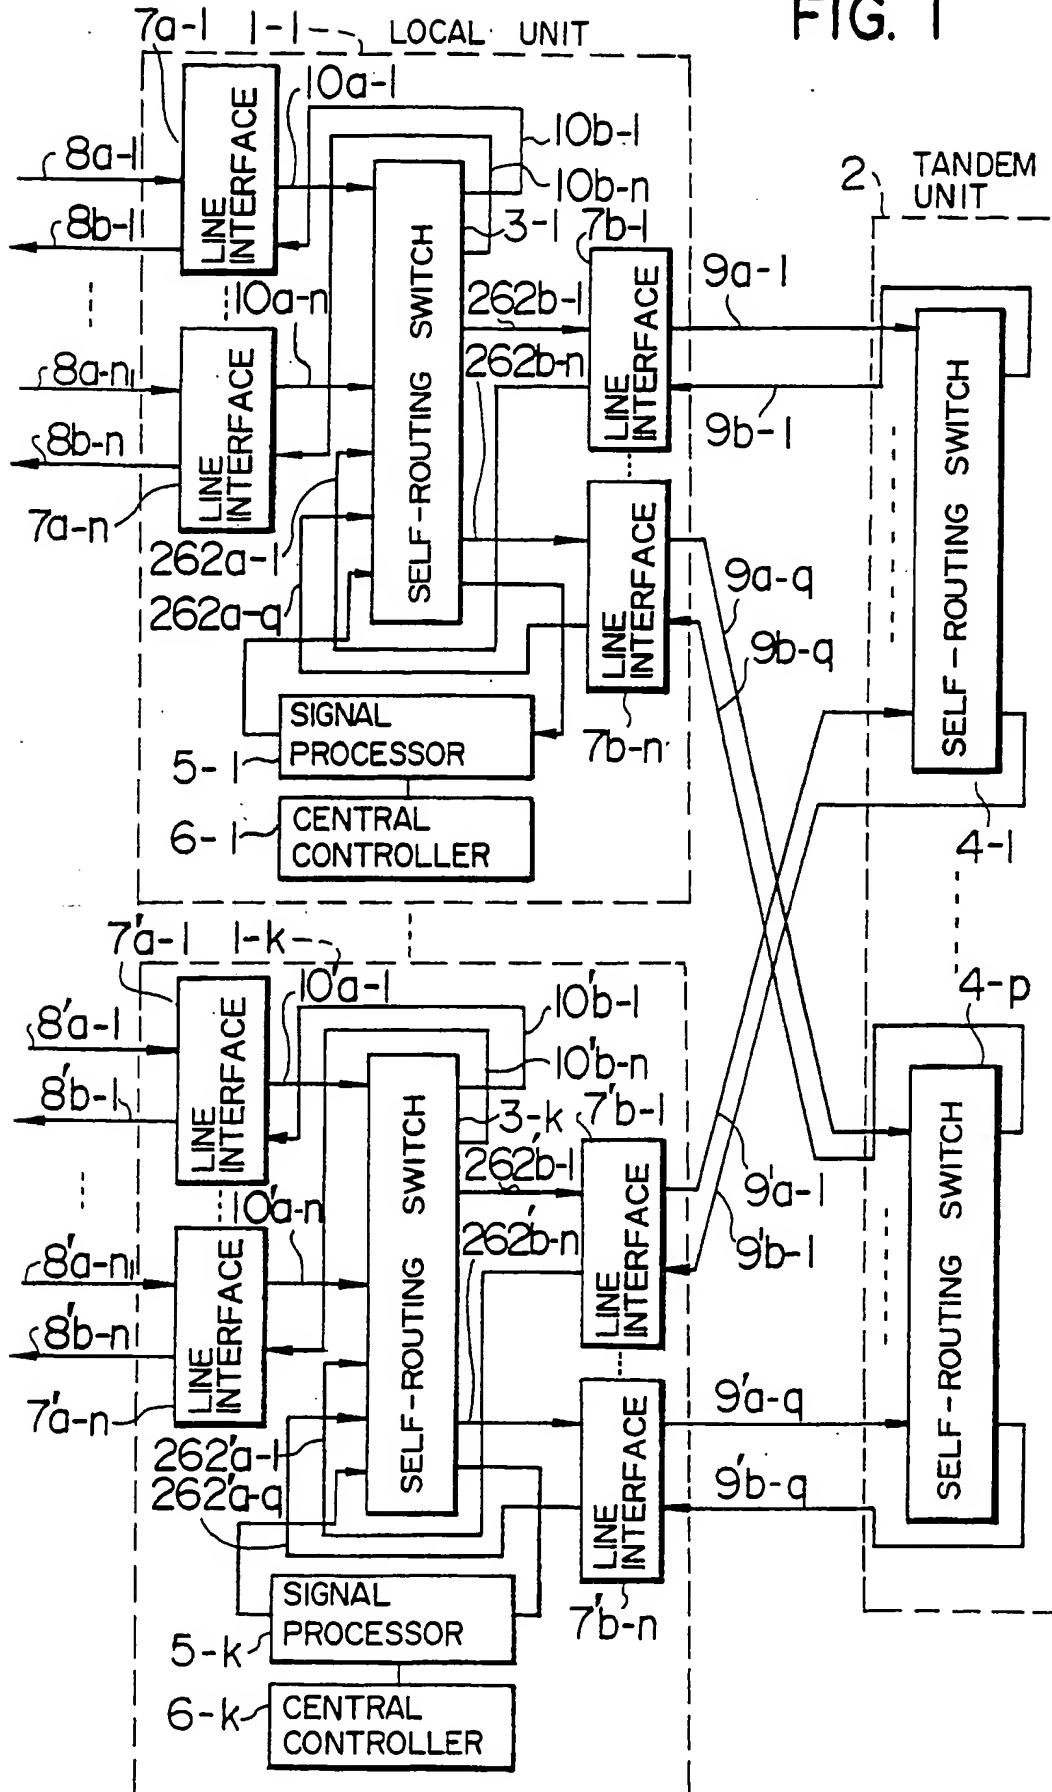 FIG. 1
7a-1
1-1
LOCAL UNIT
10a-1
10b-1
10b-n
8a-1
8b-1
LINE
INTERFACE
3-1
7b-1
2
TANDEM
UNIT
9a-1
262b-1
262b-n
10a-n
8a-n
8b-n
LINE
INTERFACE
SELF-ROUTING SWITCH
LINE
INTERFACE
9b-1
SELF-ROUTING SWITCH
7a-n
262a-1
262a-q
LINE
INTERFACE
9a-q
9b-q
7b-n
SIGNAL
PROCESSOR
5-1
CENTRAL
CONTROLLER
6-1
4-1
7'a-1
1-k
10'a-1
10'b-1
10'b-n
4-p
8'a-1
8'b-1
LINE
INTERFACE
3-k
7'b-1
262'b-1
262'b-n
9'a-1
9'b-1
10'a-n
8'a-n
8'b-n
LINE
INTERFACE
SELF-ROUTING SWITCH
LINE
INTERFACE
SELF-ROUTING SWITCH
7'a-n
262'a-1
262'a-q
LINE
INTERFACE
9'a-q
9'b-q
7'b-n
SIGNAL
PROCESSOR
5-k
CENTRAL
CONTROLLER
6-k